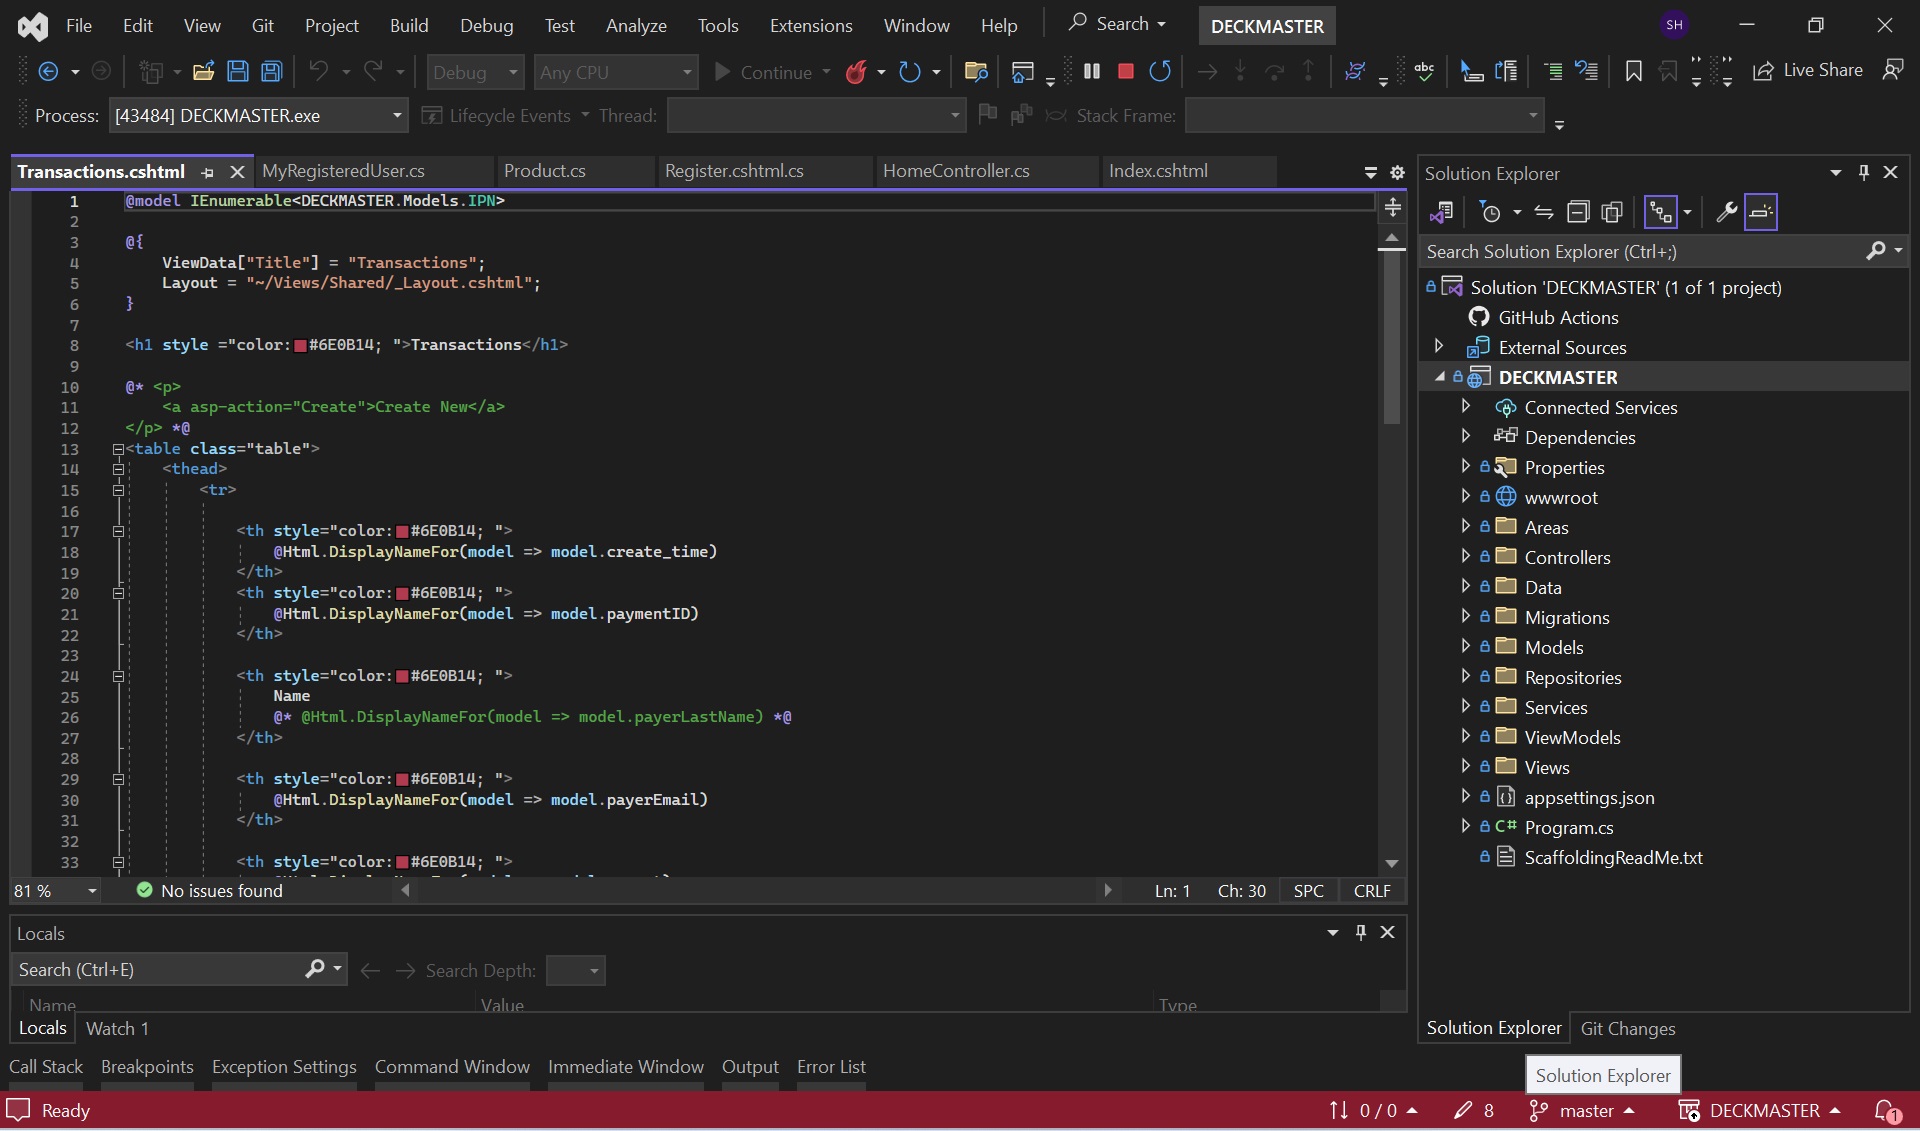 File Edit View Git Project Build Debug Test Analyze Tools Extensions Window Help Search DECKMASTER SH
Debug Any CPU Continue Live Share
Process: [43484] DECKMASTER.exe Lifecycle Events Thread: Stack Frame:
Transactions.cshtml MyRegisteredUser.cs Product.cs Register.cshtml.cs HomeController.cs Index.cshtml
1 @model IEnumerable<DECKMASTER.Models.IPN>
2
3 @{
4 ViewData["Title"] = "Transactions";
5 Layout = "~/Views/Shared/_Layout.cshtml";
6 }
7
8 <h1 style ="color:#6E0B14; ">Transactions</h1>
9
10 @* <p>
11 <a asp-action="Create">Create New</a>
12 </p> *@
13 <table class="table">
14 <thead>
15 <tr>
16
17 <th style="color:#6E0B14; ">
18 @Html.DisplayNameFor(model => model.create_time)
19 </th>
20 <th style="color:#6E0B14; ">
21 @Html.DisplayNameFor(model => model.paymentID)
22 </th>
23
24 <th style="color:#6E0B14; ">
25 Name
26 @* @Html.DisplayNameFor(model => model.payerLastName) *@
27 </th>
28
29 <th style="color:#6E0B14; ">
30 @Html.DisplayNameFor(model => model.payerEmail)
31 </th>
32
33 <th style="color:#6E0B14; ">
81 % No issues found Ln: 1 Ch: 30 SPC CRLF
Locals
Search (Ctrl+E) Search Depth:
Name Value Type
Locals Watch 1
Call Stack Breakpoints Exception Settings Command Window Immediate Window Output Error List
Solution Explorer
Search Solution Explorer (Ctrl+;)
Solution 'DECKMASTER' (1 of 1 project)
GitHub Actions
External Sources
DECKMASTER
Connected Services
Dependencies
Properties
wwwroot
Areas
Controllers
Data
Migrations
Models
Repositories
Services
ViewModels
Views
appsettings.json
C# Program.cs
ScaffoldingReadMe.txt
Solution Explorer Git Changes
Solution Explorer
Ready 0 / 0 8 master DECKMASTER 1